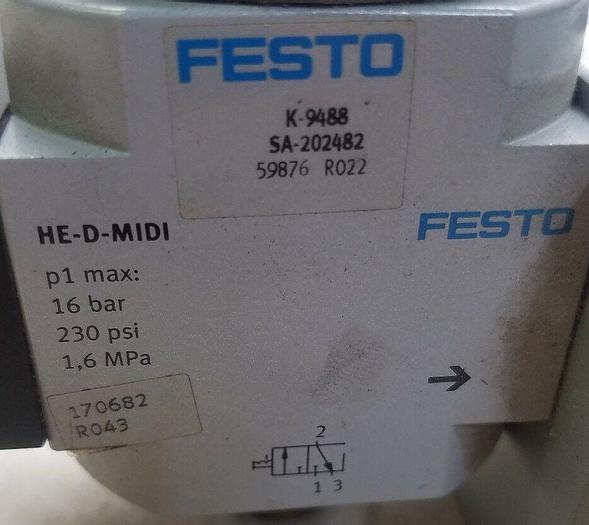 FESTO
K-9488
SA-202482
59876 R022
HE-D-MIDI
FESTO
p1 max:
16 bar
230 psi
1,6 MPa
170682
R043
2
1 3